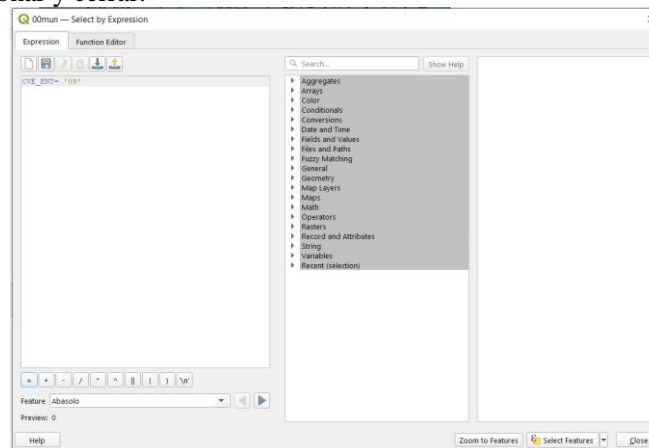 onar y cerrar.
00mun — Select by Expression
Expression Function Editor
Search... Show Help
CVE_ENT= '09'
Aggregates
Arrays
Color
Conditionals
Conversions
Date and Time
Fields and Values
Files and Paths
Fuzzy Matching
General
Geometry
Map Layers
Maps
Math
Operators
Rasters
Record and Attributes
String
Variables
Recent (selection)
= + - / * ^ || ( ) '\n'
Feature Abasolo
Preview: 0
Help Zoom to Features Select Features Close